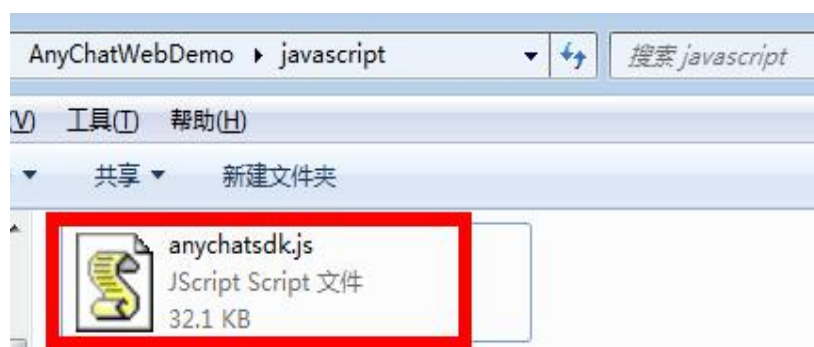 AnyChatWebDemo ▸ javascript 搜索 javascript
(V) 工具(T) 帮助(H)
共享 新建文件夹
anychatsdk.js
JScript Script 文件
32.1 KB